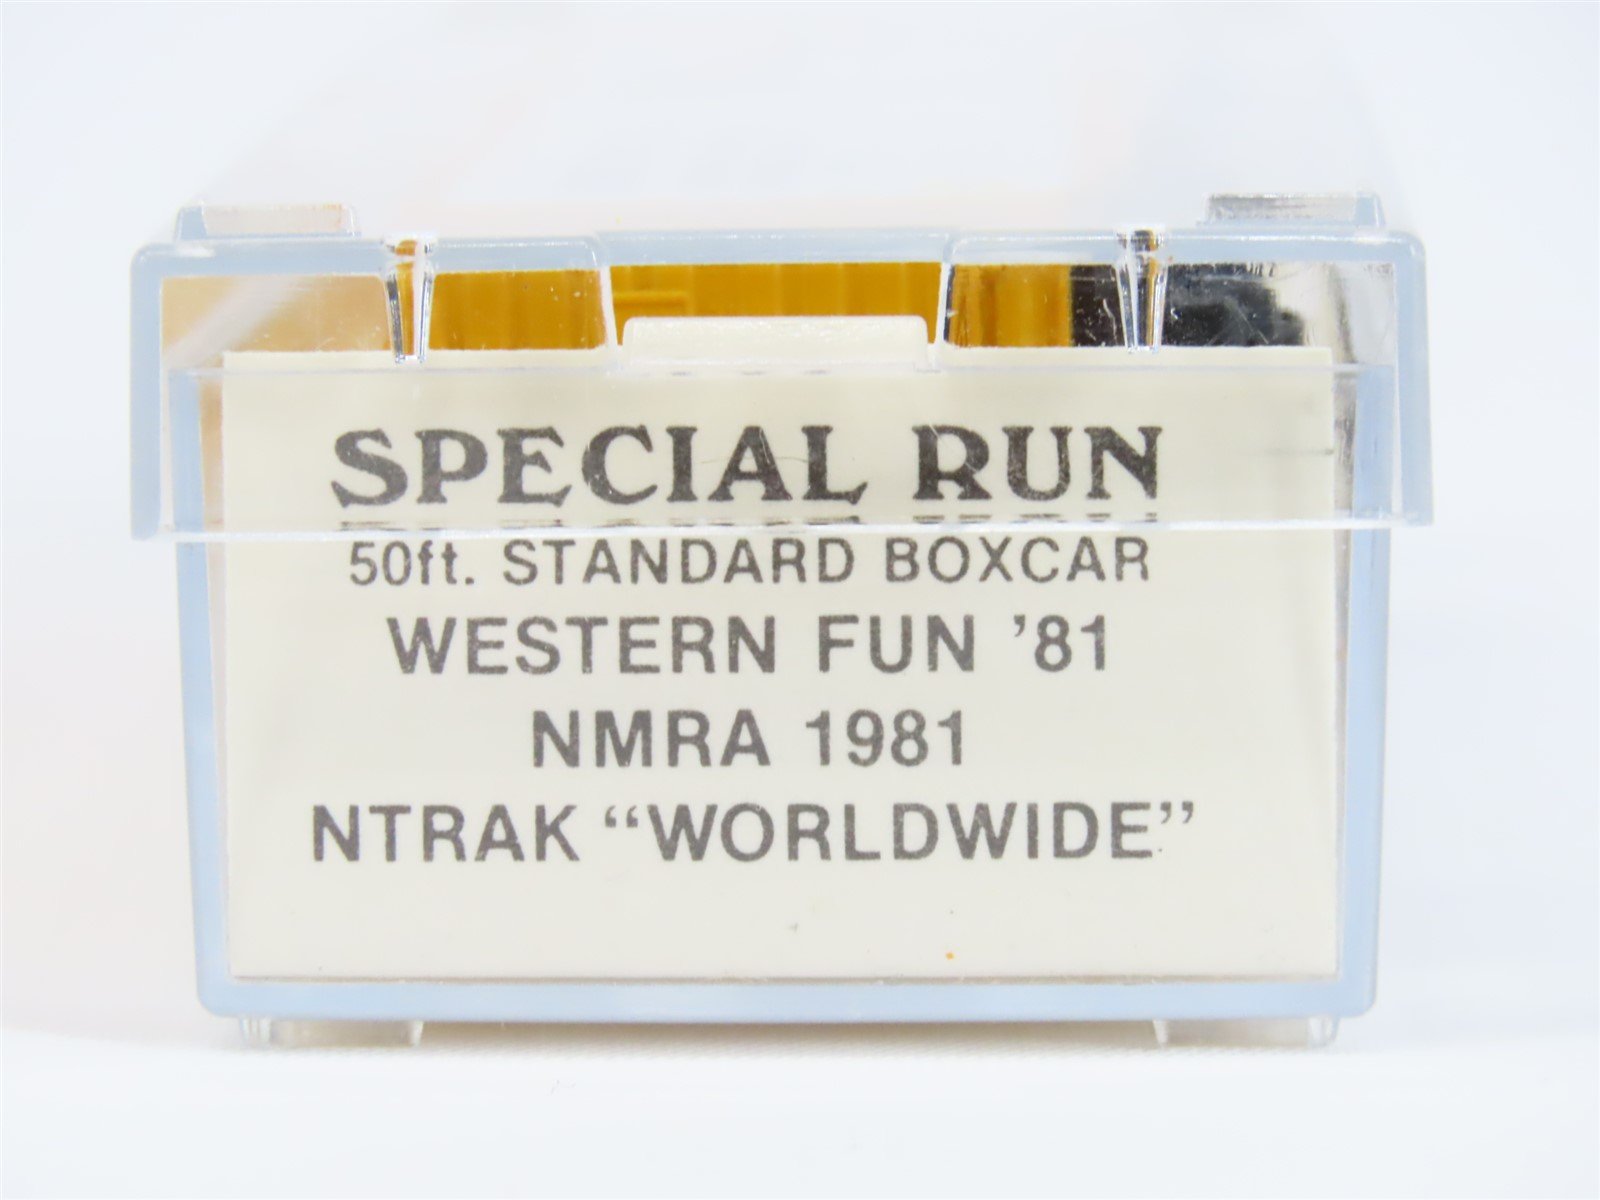 SPECIAL RUN
50ft. STANDARD BOXCAR
WESTERN FUN ’81
NMRA 1981
NTRAK “WORLDWIDE”